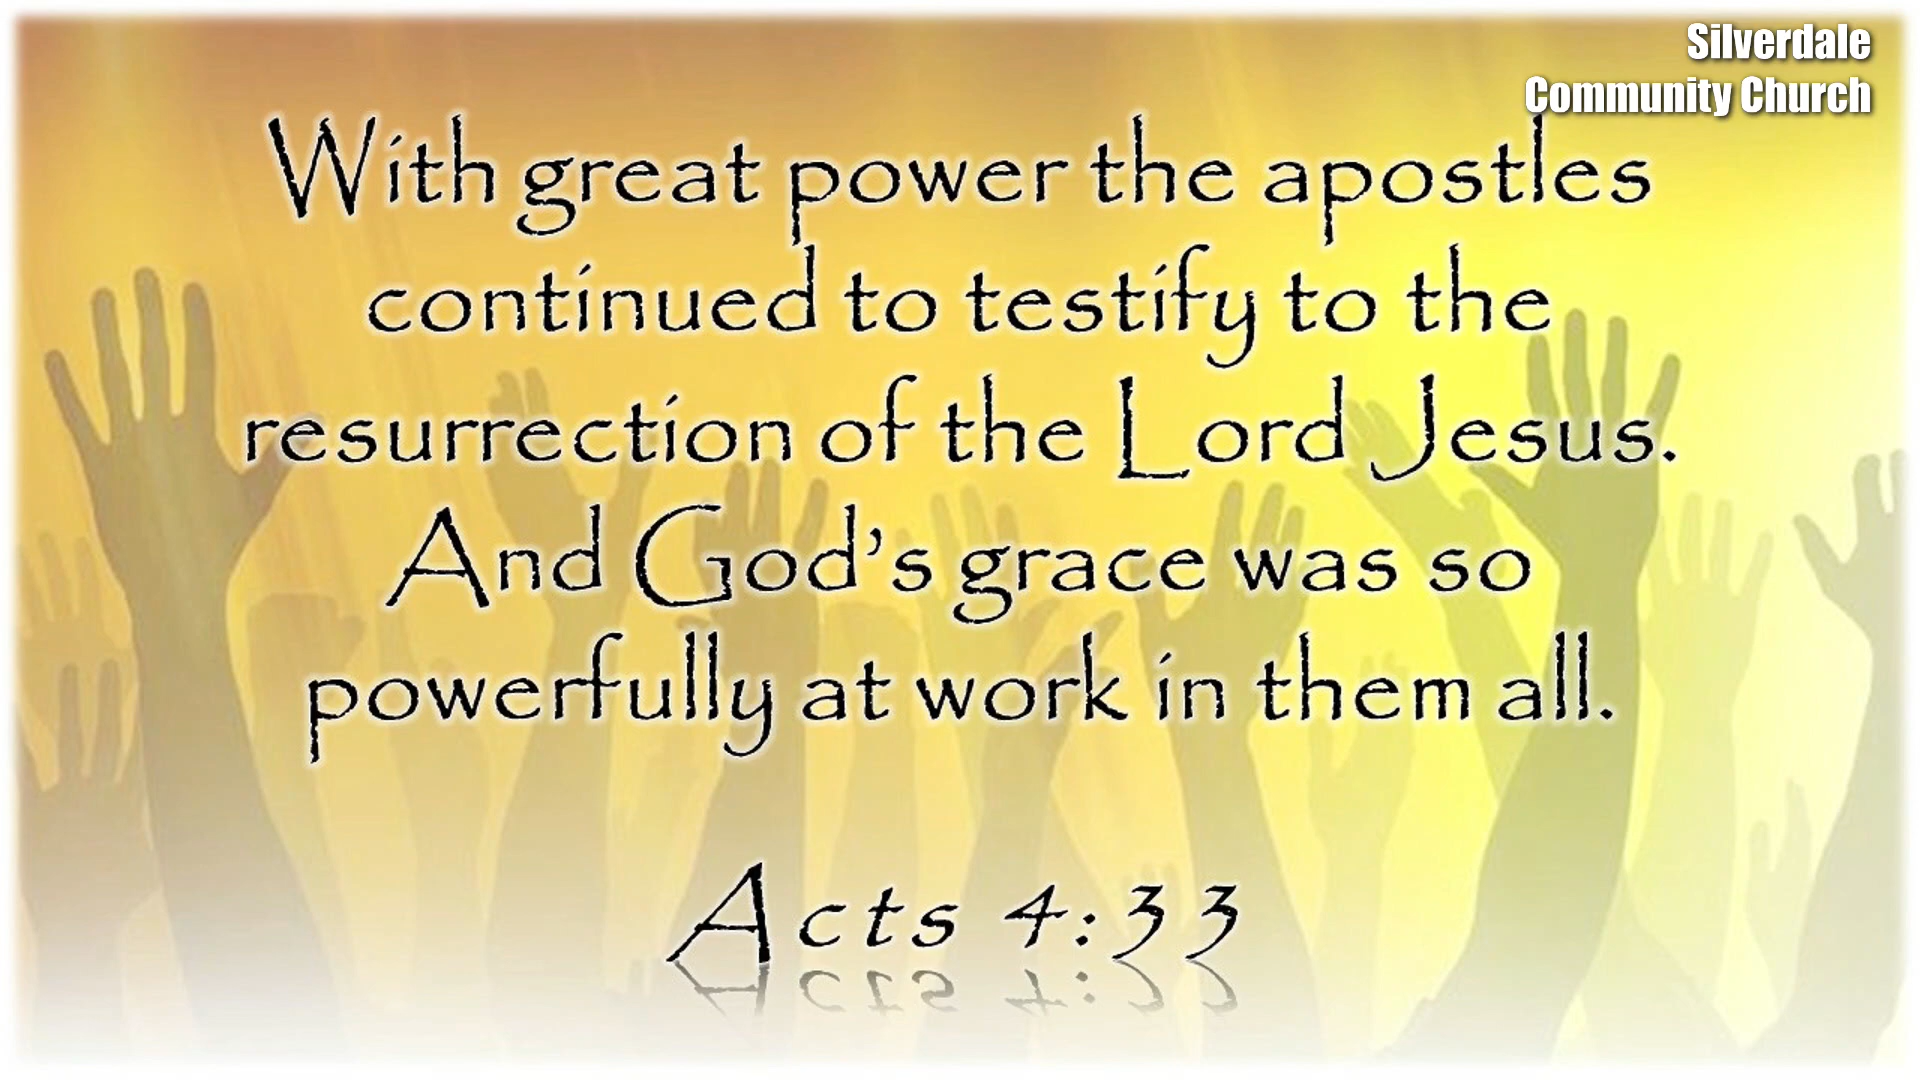 Silverdale
Community Church
With great power the apostles
continued to testify to the
resurrection of the Lord Jesus.
And God’s grace was so
powerfully at work in them all.
Acts 4:33